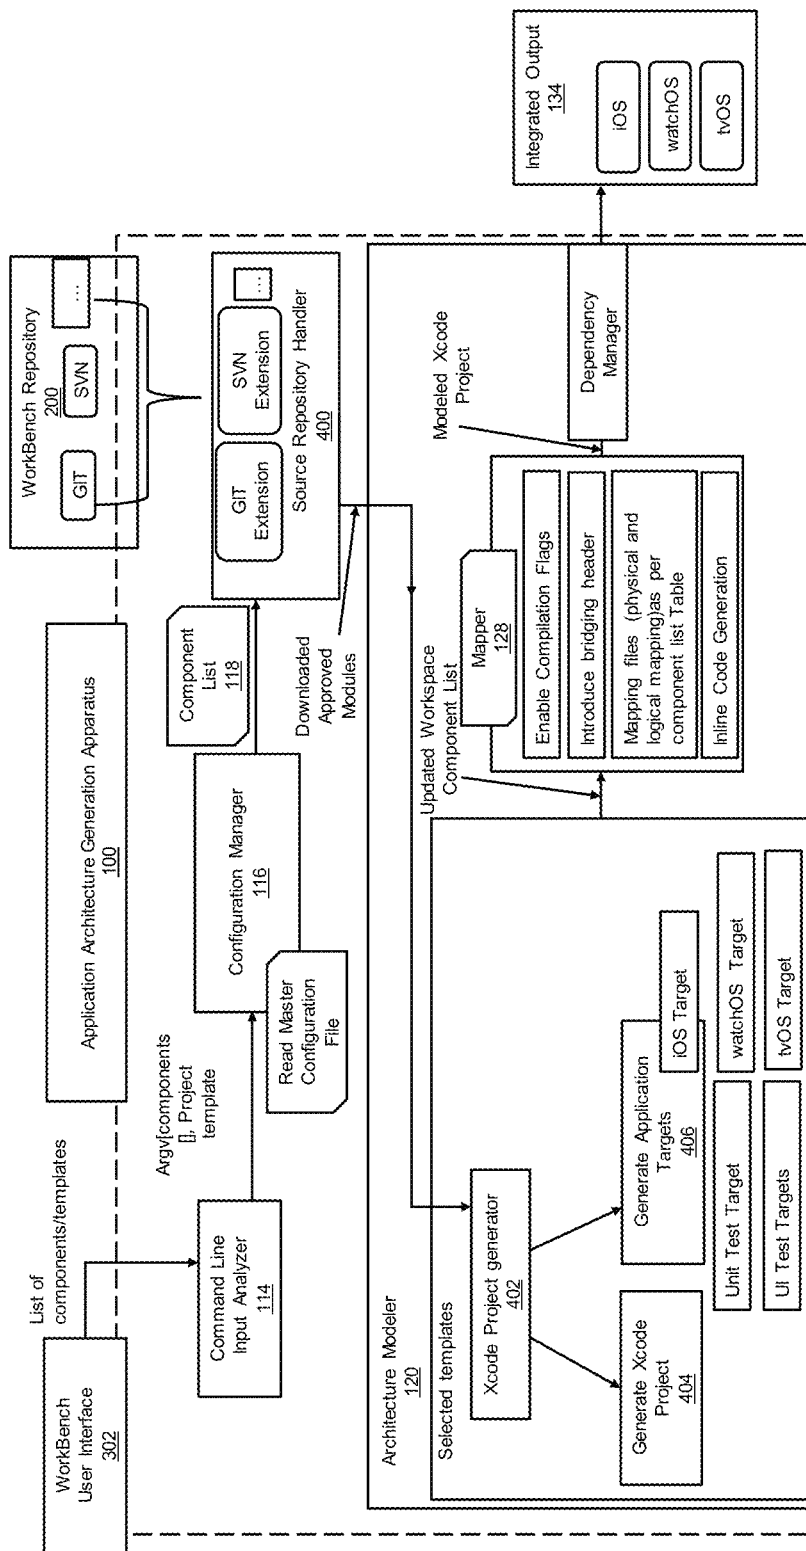 WorkBench
User Interface
302
List of
components/templates
Application Architecture Generation Apparatus
100
WorkBench Repository
200
GIT
SVN
...
Command Line
Input Analyzer
114
Argv[components
[], Project
template
Configuration Manager
116
Read Master
Configuration
File
Component
List
118
GIT
Extension
SVN
Extension
...
Source Repository Handler
400
Downloaded
Approved
Modules
Architecture Modeler
120
Selected templates
Xcode Project generator
402
Generate Xcode
Project
404
Generate Application
Targets
406
iOS Target
Unit Test Target
watchOS Target
UI Test Targets
tvOS Target
Updated Workspace
Component List
Mapper
128
Enable Compilation Flags
Introduce bridging header
Mapping files (physical and
logical mapping)as per
component list Table
Inline Code Generation
Modeled Xcode
Project
Dependency
Manager
Integrated Output
134
iOS
watchOS
tvOS